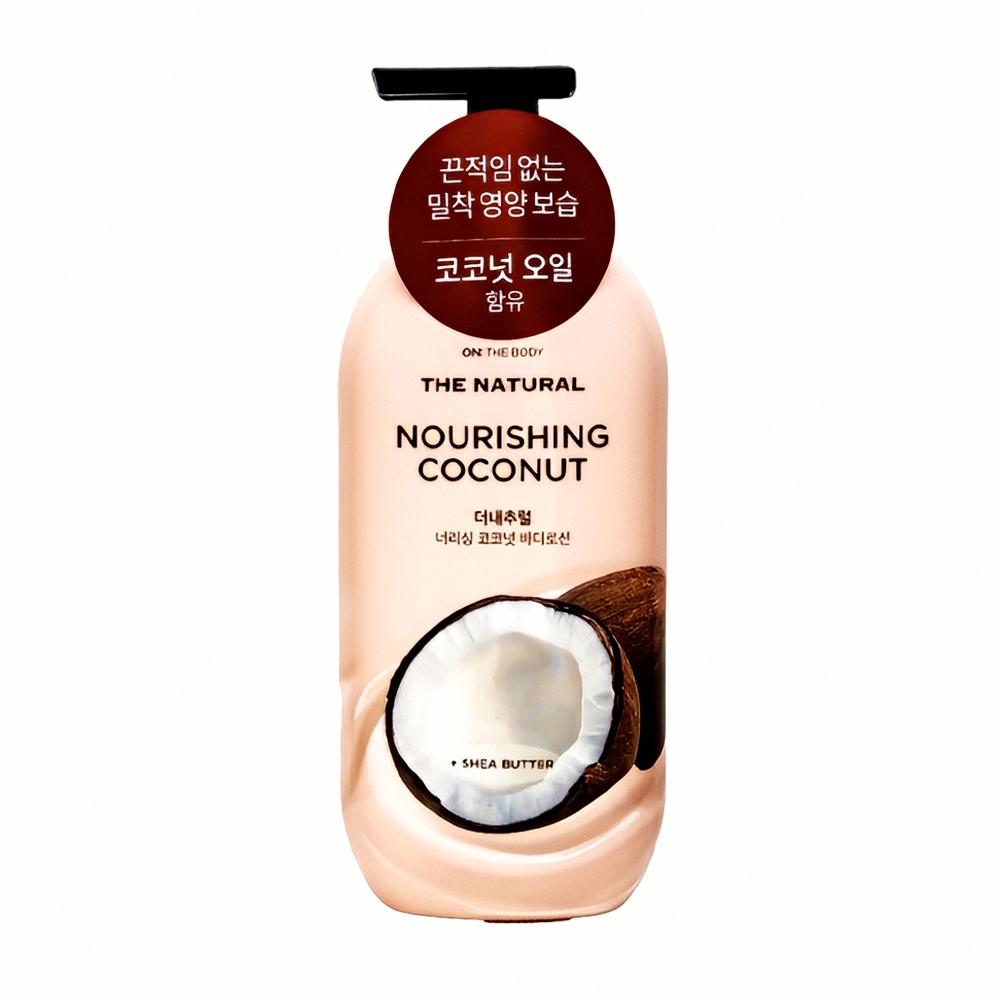 끈적임 없는
밀착 영양 보습
코코넛 오일
함유
ON: THE BODY
THE NATURAL
NOURISHING
COCONUT
더내추럴
너리싱 코코넛 바디로션
+ SHEA BUTTER